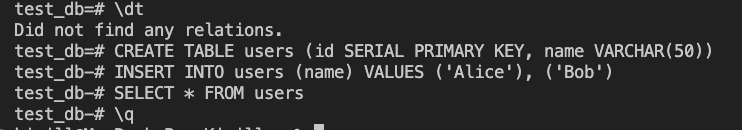 test_db=# \dt
Did not find any relations.
test_db=# CREATE TABLE users (id SERIAL PRIMARY KEY, name VARCHAR(50))
test_db-# INSERT INTO users (name) VALUES ('Alice'), ('Bob')
test_db-# SELECT * FROM users
test_db-# \q